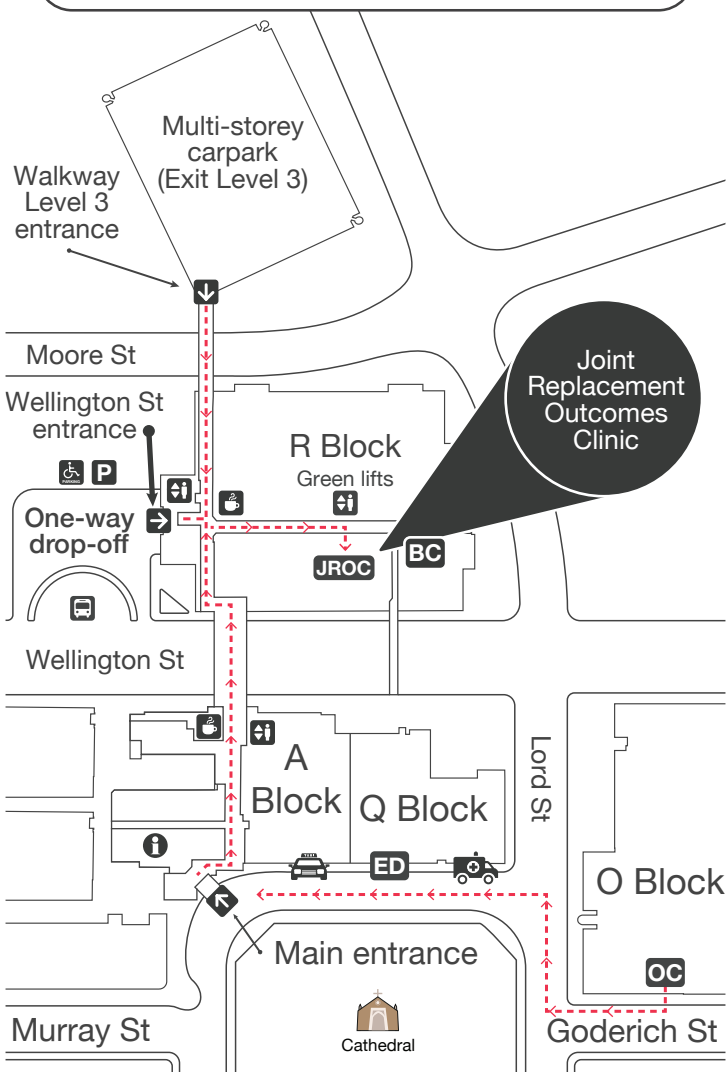 Multi-storey
carpark
(Exit Level 3)
Walkway
Level 3
entrance
Moore St
Wellington St
entrance
Joint
Replacement
Outcomes
Clinic
R Block
Green lifts
PARKING
P
One-way
drop-off
JROC
BC
Wellington St
A
Block
Q Block
Lord St
i
ED
O Block
Main entrance
OC
Murray St
Goderich St
Cathedral